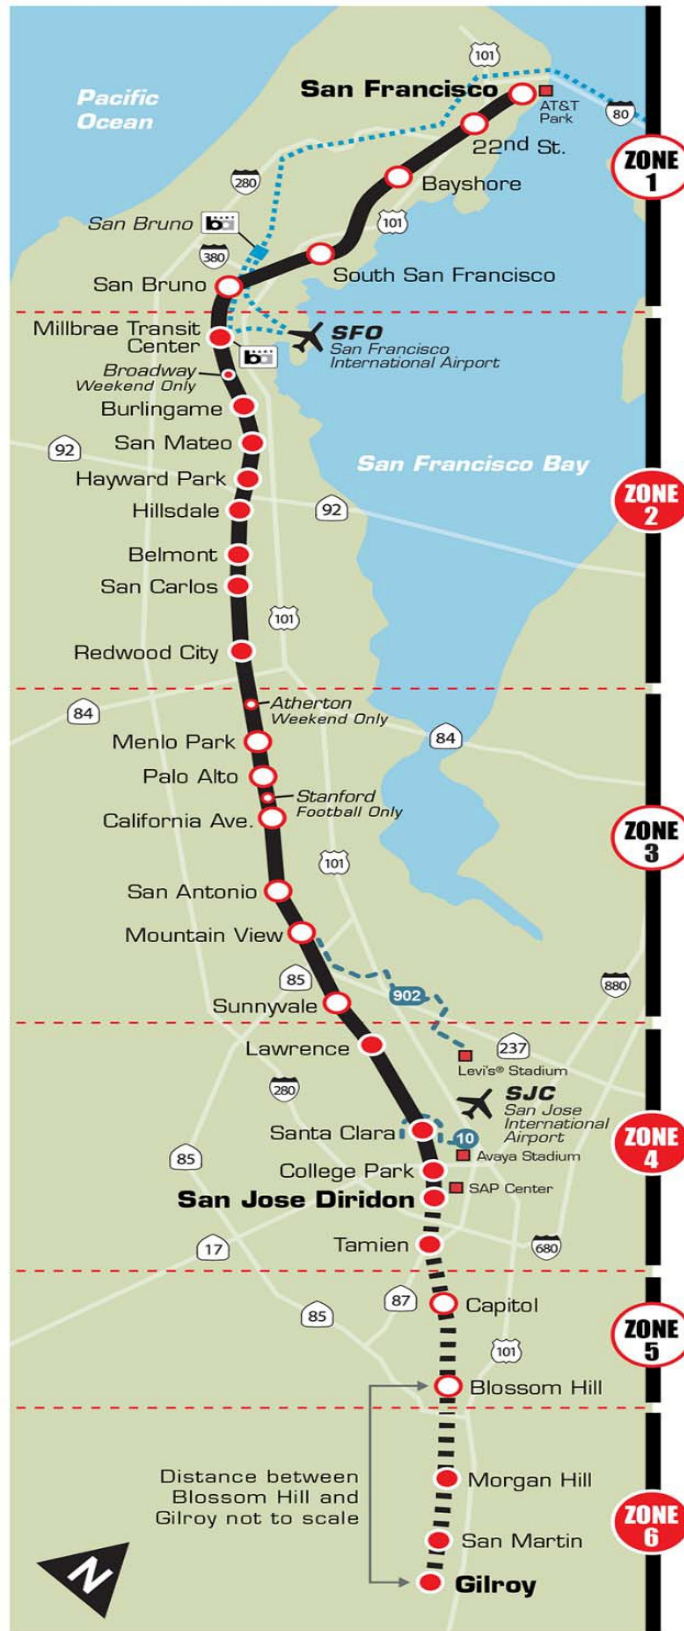 101
San Francisco
Pacific
Ocean
AT&T
Park
80
22nd St.
ZONE
1
280
Bayshore
San Bruno
ba
101
380
South San Francisco
San Bruno
Millbrae Transit
Center
SFO
San Francisco
International Airport
ba
Broadway
Weekend Only
Burlingame
San Mateo
92
San Francisco Bay
Hayward Park
ZONE
2
Hillsdale
92
Belmont
San Carlos
101
Redwood City
Atherton
Weekend Only
84
Menlo Park
84
Palo Alto
Stanford
Football Only
California Ave.
ZONE
3
101
San Antonio
Mountain View
85
880
902
Sunnyvale
Lawrence
237
Levi's® Stadium
280
SJC
San Jose
International
Airport
Santa Clara
10
ZONE
4
Avaya Stadium
85
College Park
SAP Center
San Jose Diridon
Tamien
17
680
87
Capitol
85
ZONE
5
101
Blossom Hill
Distance between
Blossom Hill and
Gilroy not to scale
Morgan Hill
ZONE
6
San Martin
N
Gilroy